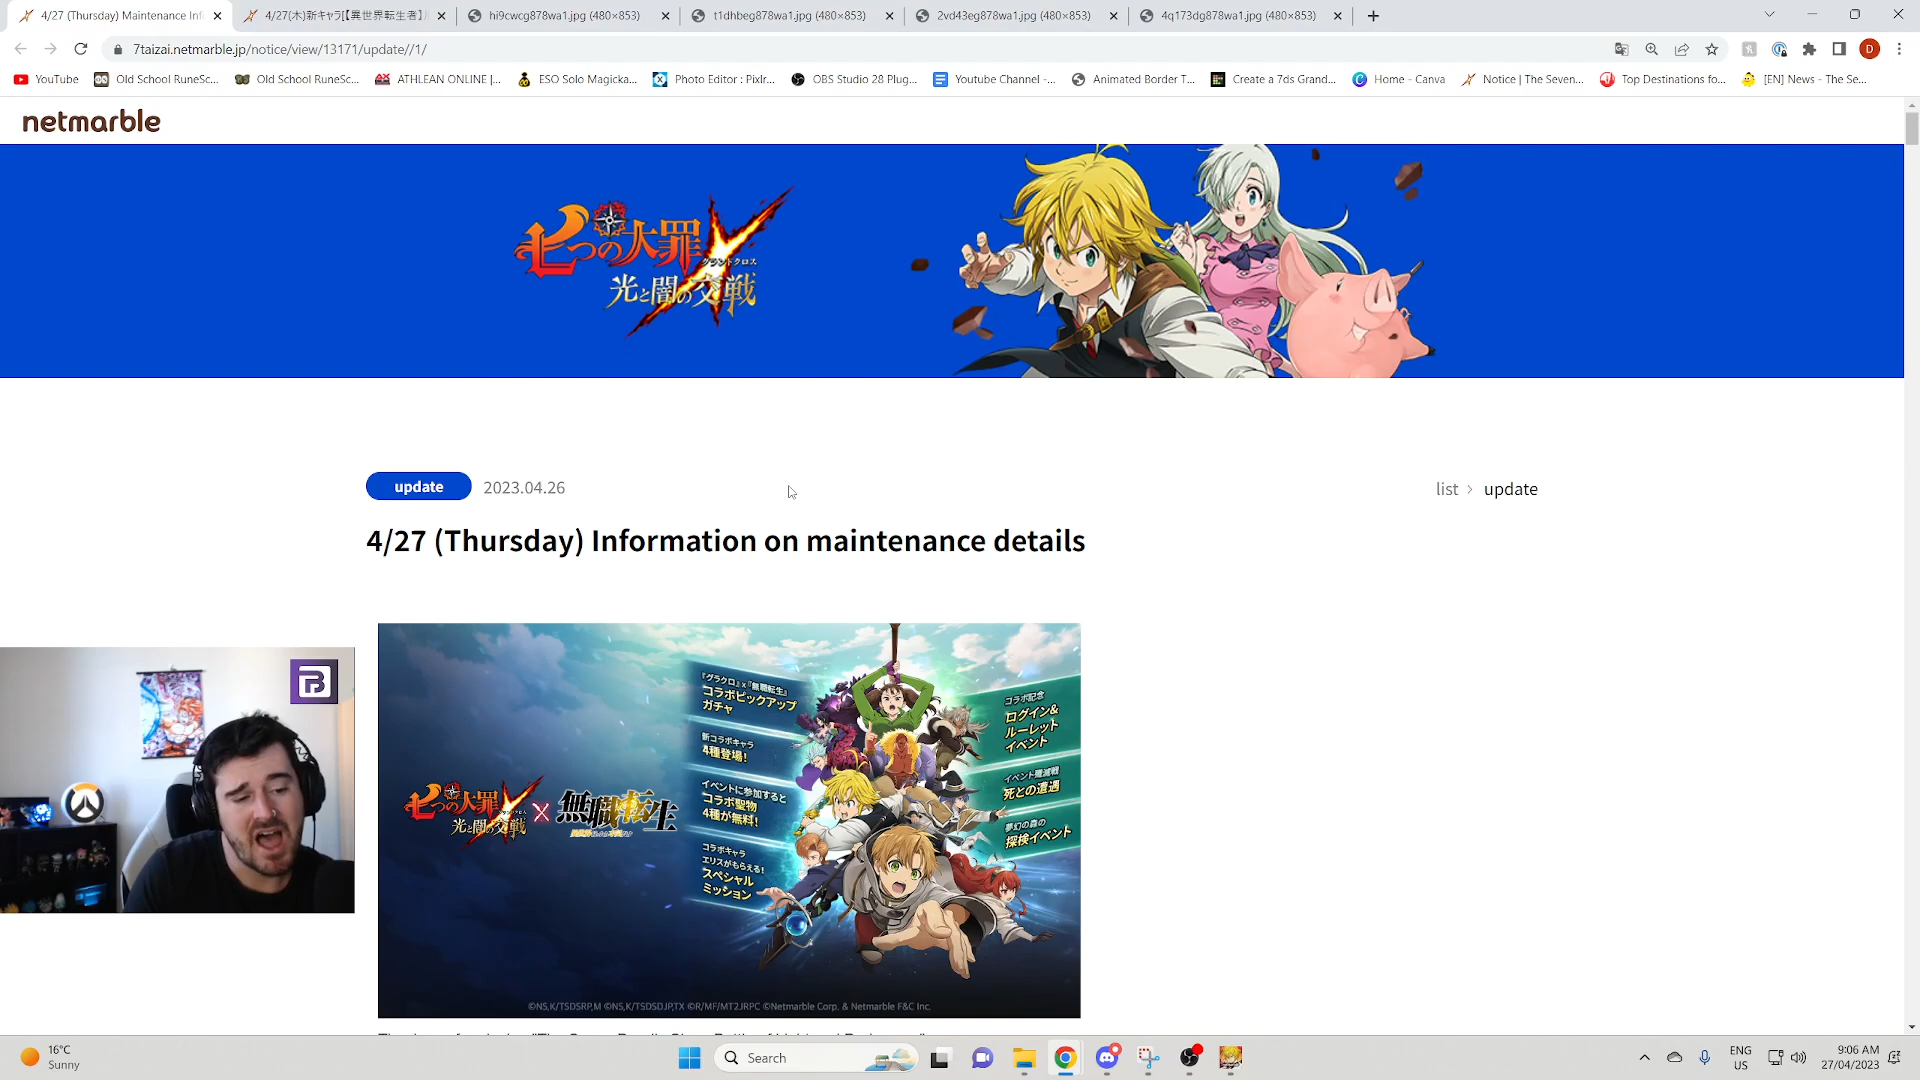 4/27 (Thursday) Maintenance Inf
4/27(木)新キャラ【異世界転生者】
hi9cwcg878wa1.jpg (480×853)
t1dhbeg878wa1.jpg (480×853)
2vd43eg878wa1.jpg (480×853)
4q173dg878wa1.jpg (480×853)
7taizai.netmarble.jp/notice/view/13171/update//1/
D
YouTube
Old School RuneSc...
Old School RuneSc...
ATHLEAN ONLINE |...
ESO Solo Magicka...
Photo Editor : Pixlr...
OBS Studio 28 Plug...
Youtube Channel -...
Animated Border T...
Create a 7ds Grand...
Home - Canva
Notice | The Seven...
Top Destinations fo...
[EN] News - The Se...
netmarble
七つの大罪
グランドクロス
光と闇の交戦
update
2023.04.26
list > update
4/27 (Thursday) Information on maintenance details
『グラクロ』x『無職転生』
コラボピックアップ
ガチャ
新コラボキャラ
4種登場!
イベントに参加すると
コラボ聖物
4種が無料!
コラボキャラ
エリスがもらえる!
スペシャル
ミッション
コラボ記念
ログイン&
ルーレット
イベント
イベント殲滅戦
死との遭遇
夢幻の森の
探検イベント
七つの大罪
光と闇の交戦
X
無職転生
©NS,K/TSDSRP,M ©NS,K/TSDSDJP,TX ©R/MF/MT2JRPC ©Netmarble Corp. & Netmarble F&C Inc.
16°C
Sunny
Search
ENG
US
9:06 AM
27/04/2023